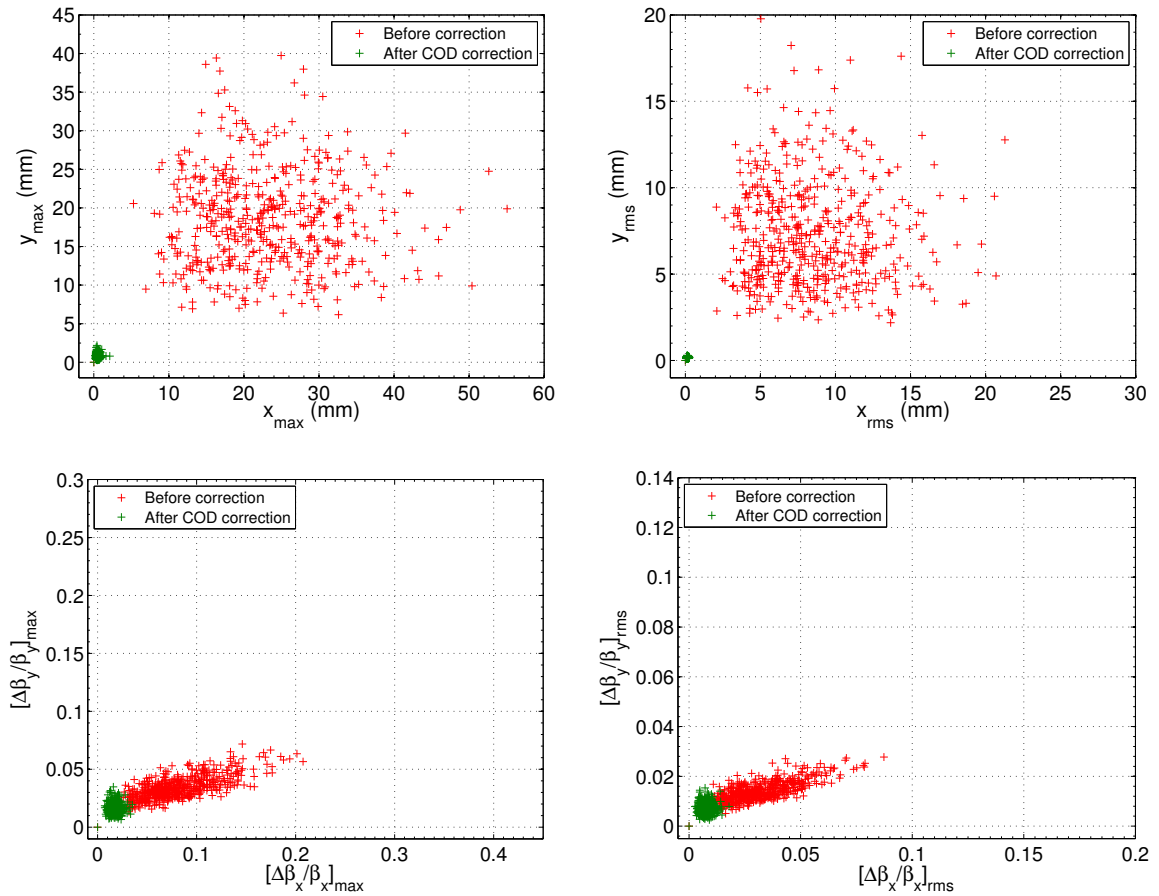 Before correction
After COD correction
45
40
35
30
25
20
15
10
5
0
y_max (mm)
0 10 20 30 40 50 60
x_max (mm)
Before correction
After COD correction
20
15
10
5
0
y_rms (mm)
0 5 10 15 20 25 30
x_rms (mm)
Before correction
After COD correction
0.3
0.25
0.2
0.15
0.1
0.05
0
[Δβ_y/β_y]_max
0 0.1 0.2 0.3 0.4
[Δβ_x/β_x]_max
Before correction
After COD correction
0.14
0.12
0.1
0.08
0.06
0.04
0.02
0
[Δβ_y/β_y]_rms
0 0.05 0.1 0.15 0.2
[Δβ_x/β_x]_rms